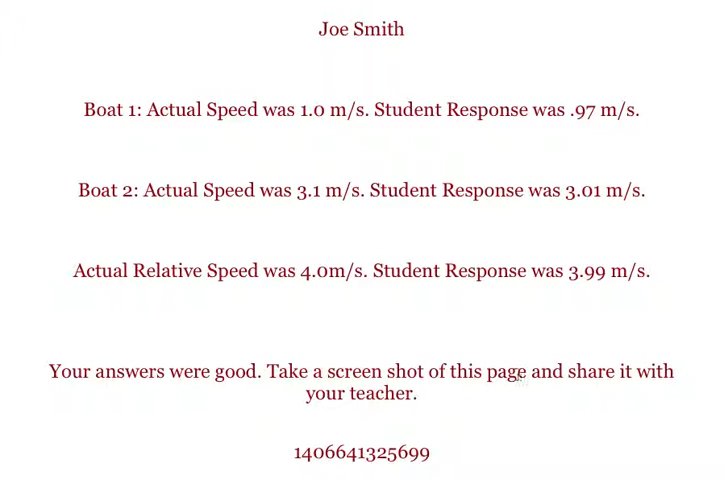 Joe Smith
Boat 1: Actual Speed was 1.0 m/s. Student Response was .97 m/s.
Boat 2: Actual Speed was 3.1 m/s. Student Response was 3.01 m/s.
Actual Relative Speed was 4.0m/s. Student Response was 3.99 m/s.
Your answers were good. Take a screen shot of this page and share it with
your teacher.
1406641325699